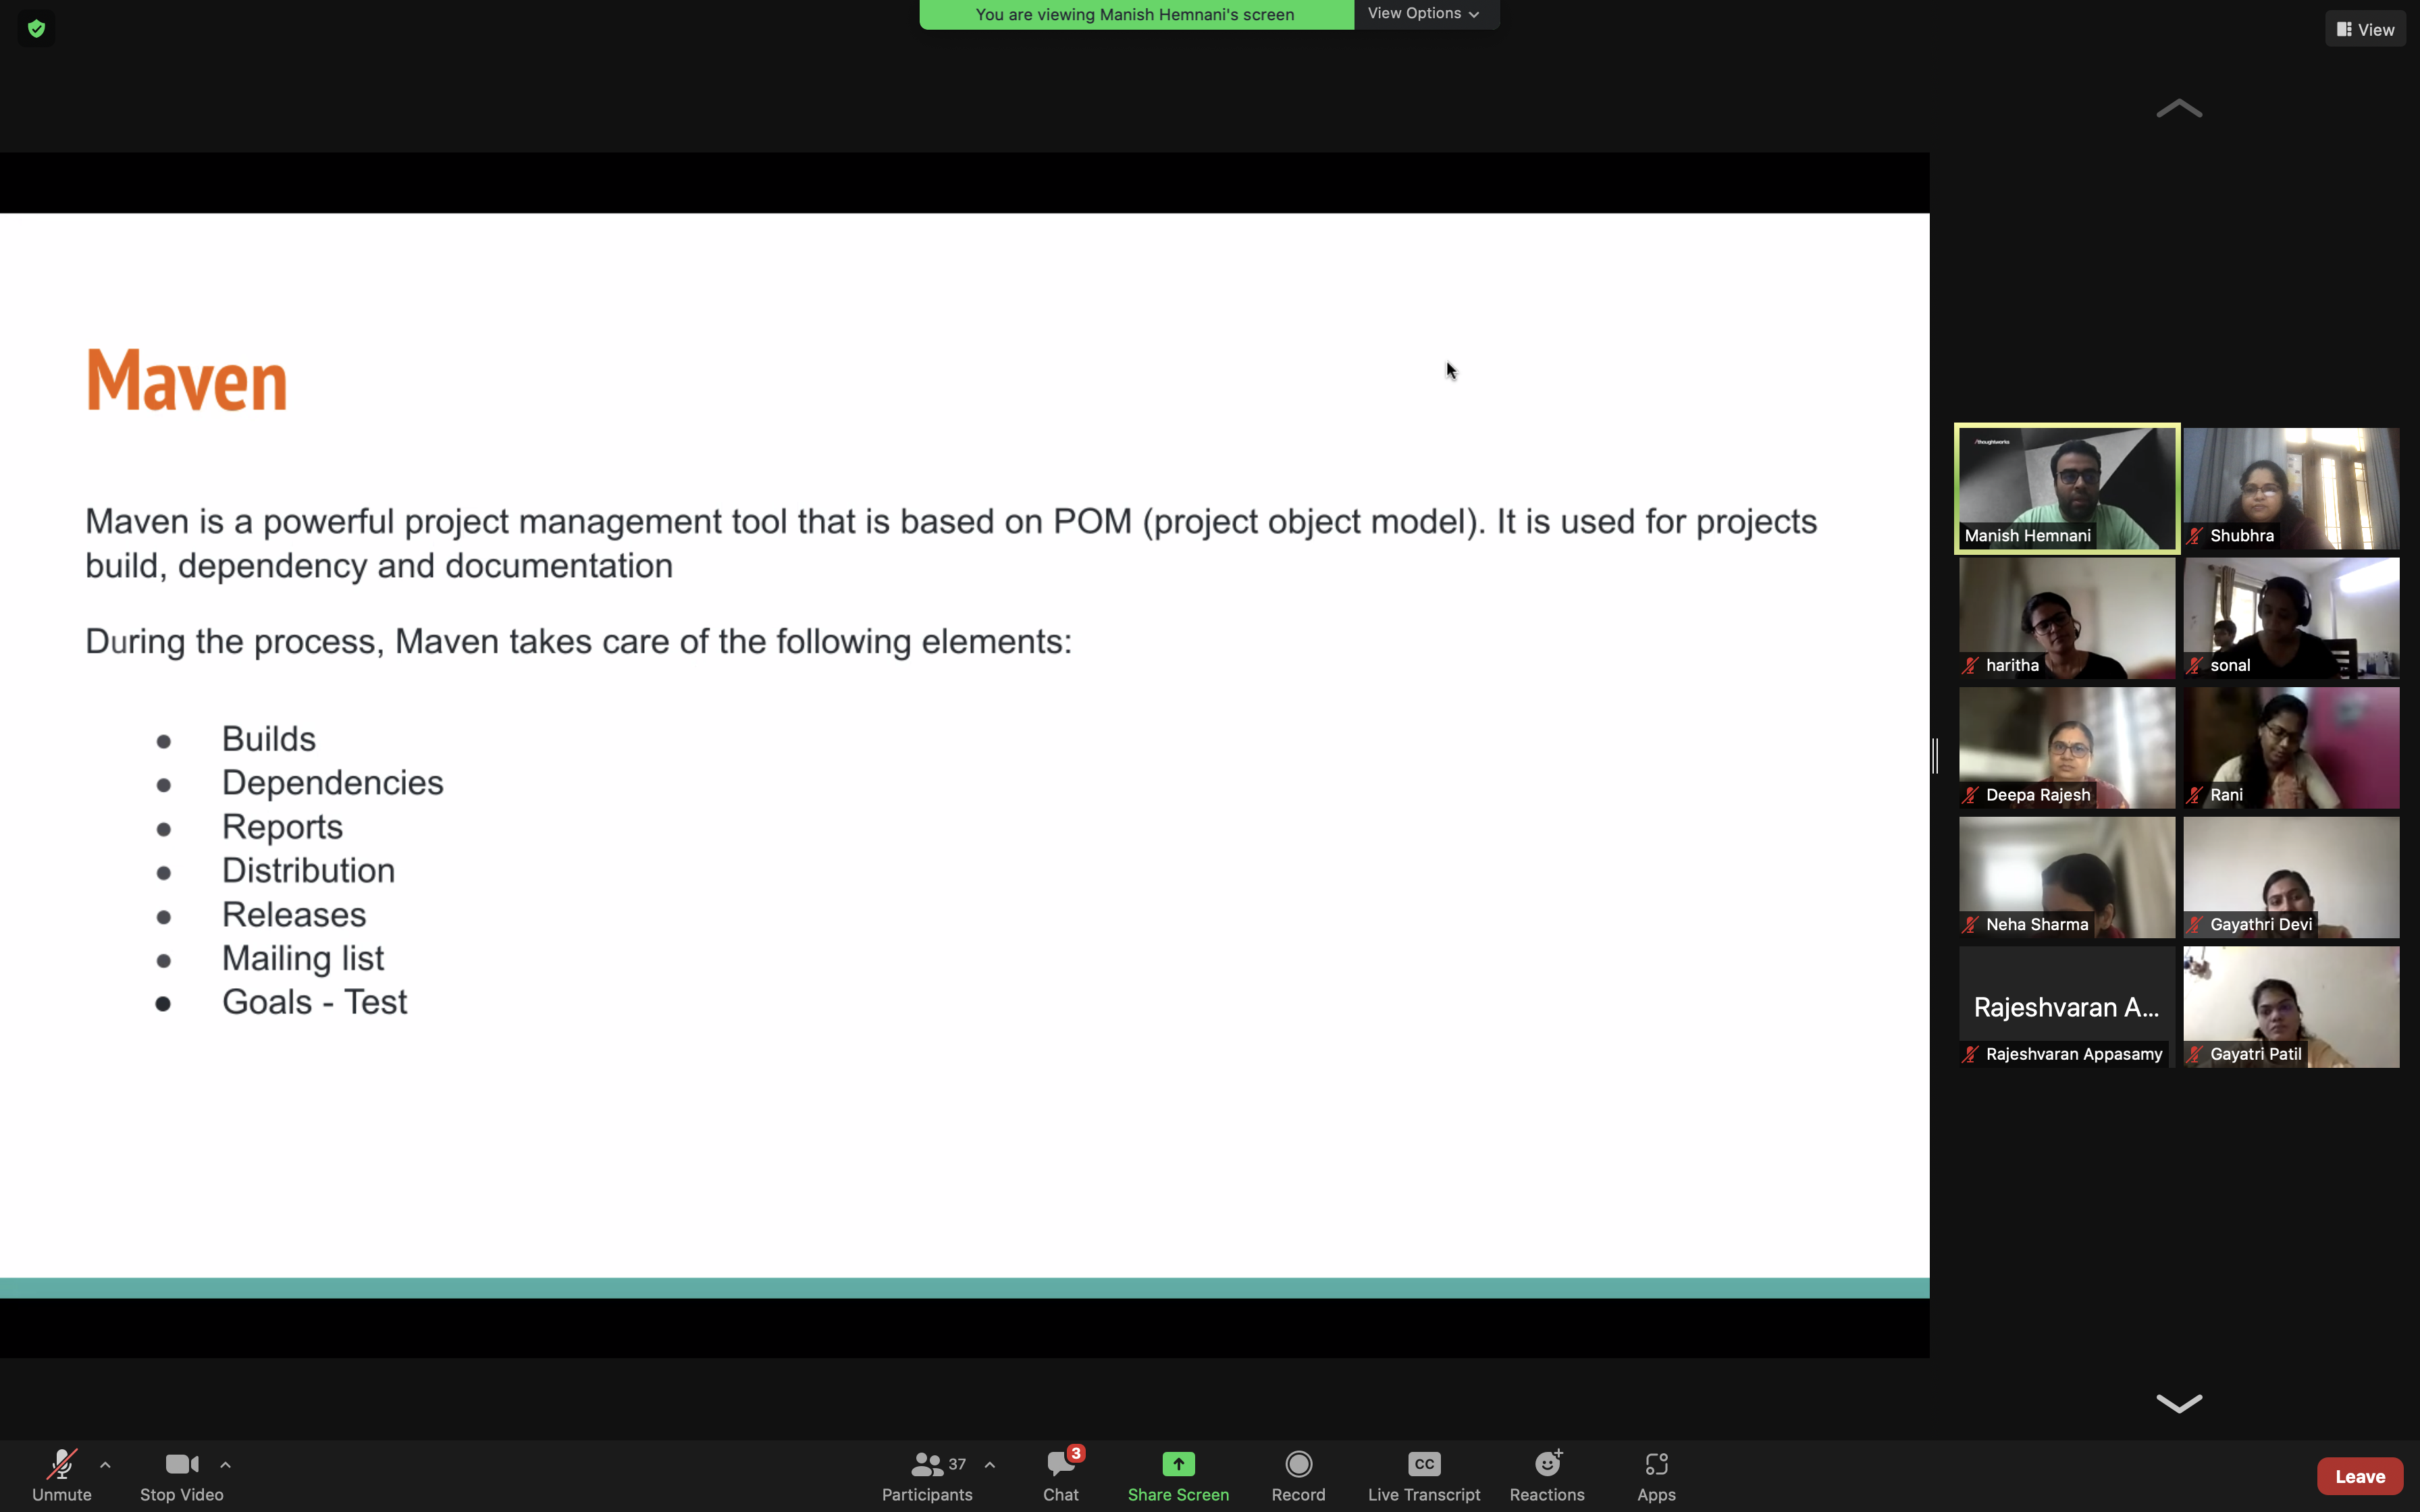 You are viewing Manish Hemnani's screen
View Options
View
Maven
Maven is a powerful project management tool that is based on POM (project object model). It is used for projects
build, dependency and documentation
During the process, Maven takes care of the following elements:
● Builds
● Dependencies
● Reports
● Distribution
● Releases
● Mailing list
● Goals - Test
/thoughtworks
Manish Hemnani
Shubhra
haritha
sonal
Deepa Rajesh
Rani
Neha Sharma
Gayathri Devi
Rajeshvaran A...
Rajeshvaran Appasamy
Gayatri Patil
Unmute
Stop Video
37
Participants
3
Chat
Share Screen
Record
CC
Live Transcript
Reactions
Apps
Leave